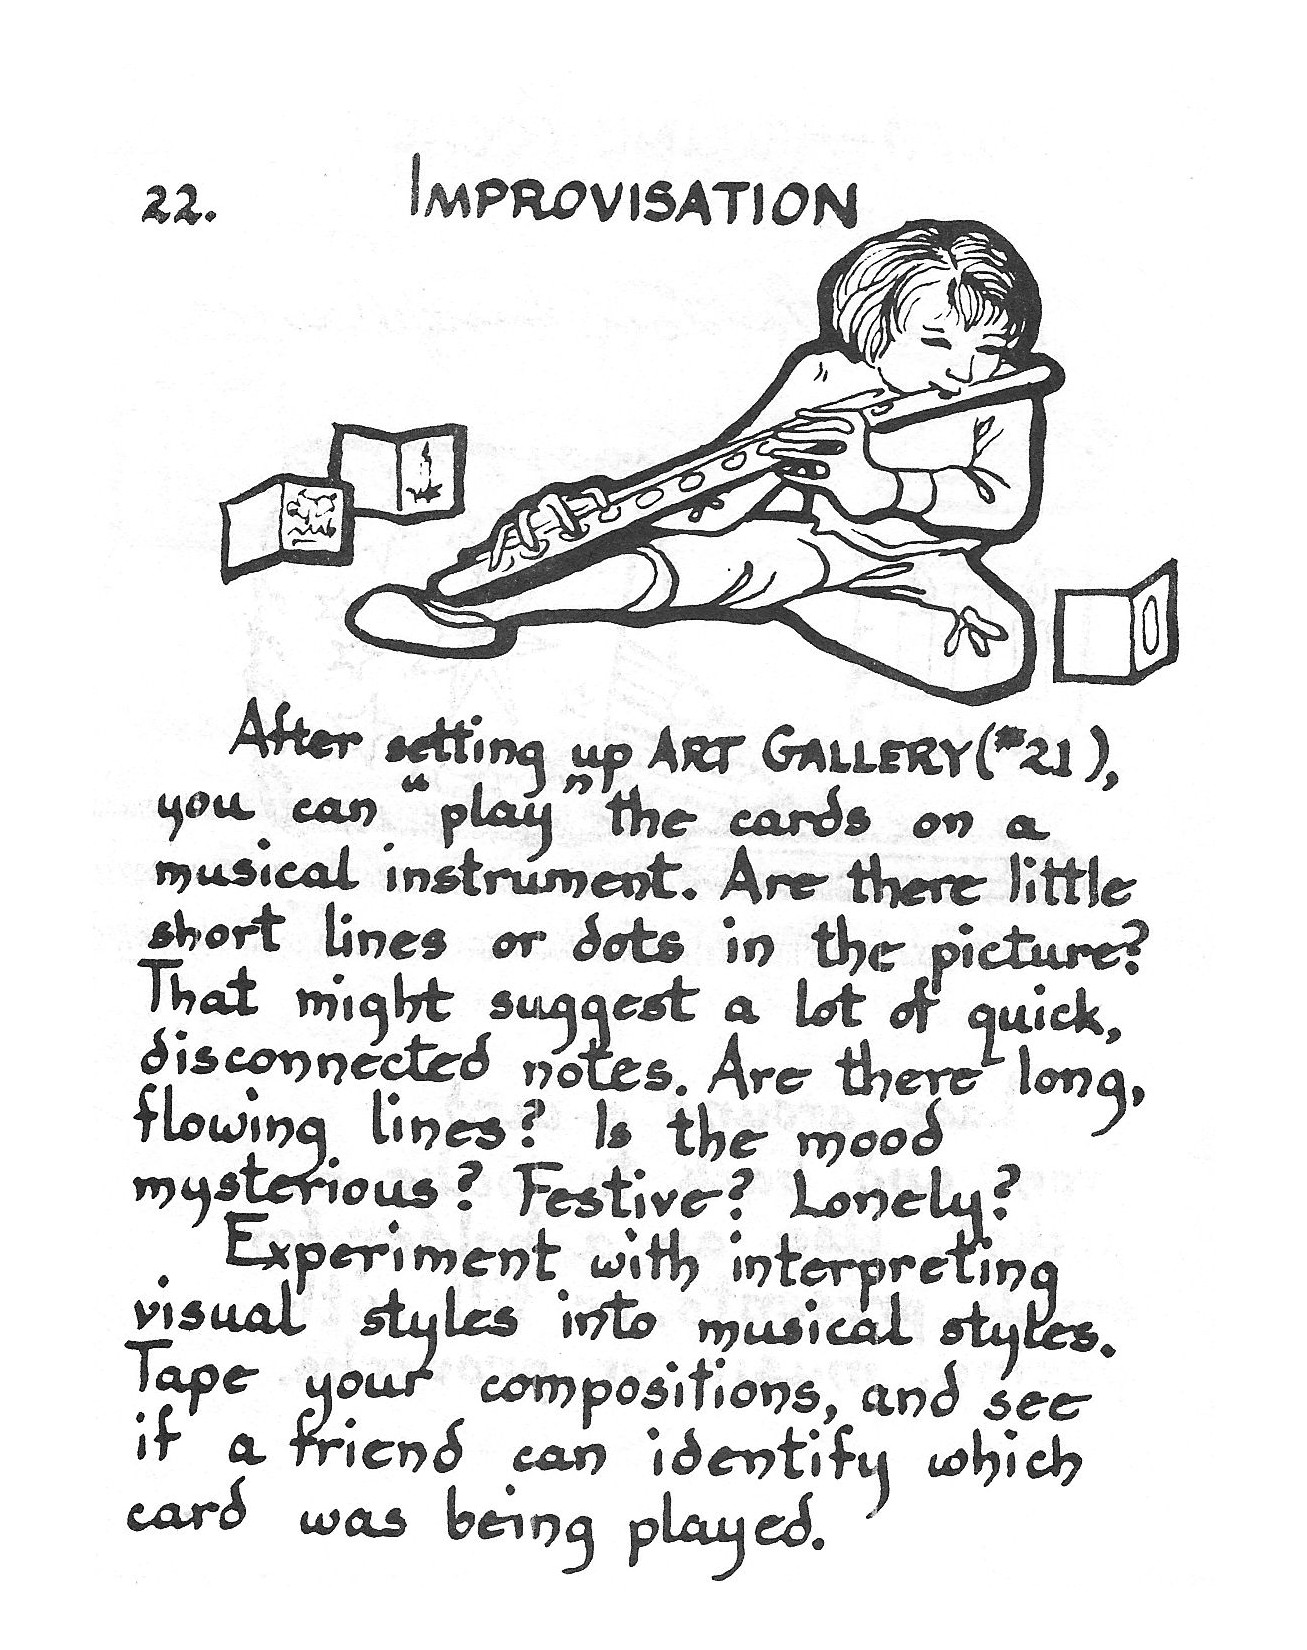 22. IMPROVISATION
After setting up ART GALLERY (#21),
you can "play" the cards on a
musical instrument. Are there little
short lines or dots in the picture?
That might suggest a lot of quick,
disconnected notes. Are there long,
flowing lines? Is the mood
mysterious? Festive? Lonely?
Experiment with interpreting
visual styles into musical styles.
Tape your compositions, and see
if a friend can identify which
card was being played.